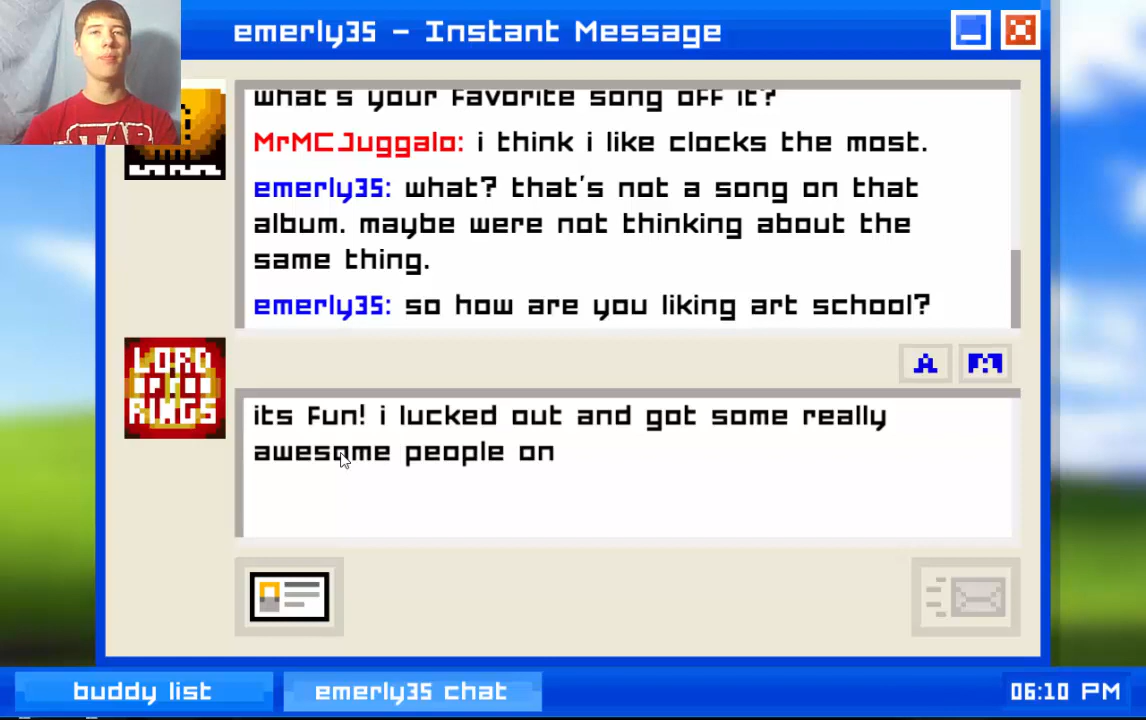 emerly35 - Instant Message
what's your favorite song off it?
MrMCJuggalo: i think i like clocks the most.
emerly35: what? that's not a song on that
album. maybe were not thinking about the
same thing.
emerly35: so how are you liking art school?
LORD
OF THE
RINGS
A
its fun! i lucked out and got some really
awesome people on
buddy list
emerly35 chat
06:10 PM